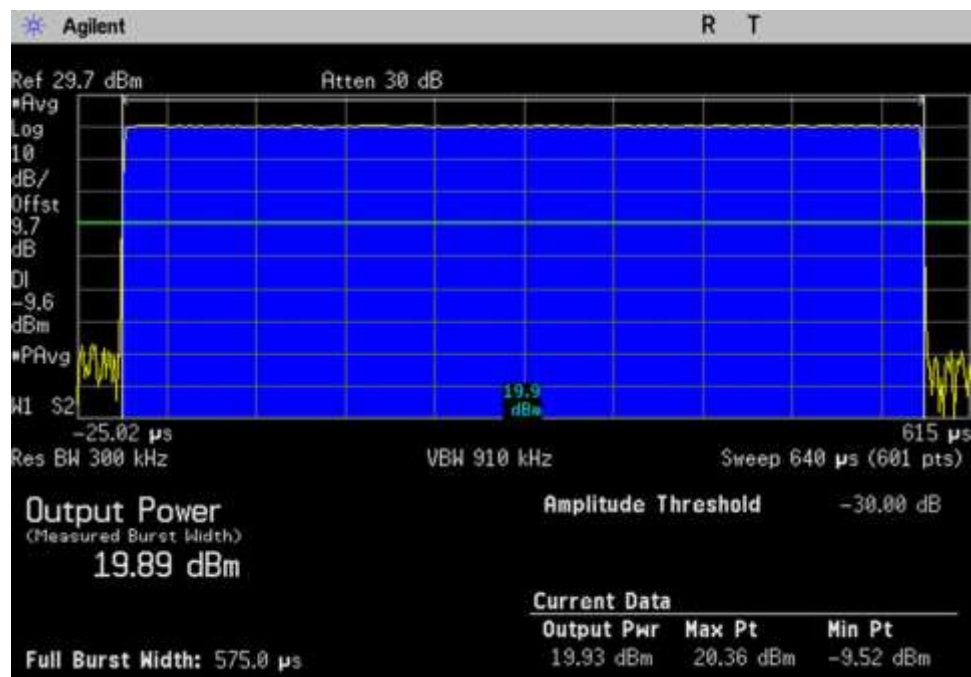 Agilent R T
Ref 29.7 dBm Atten 30 dB
*Avg
Log
10
dB/
Offst
9.7
dB
DI
-9.6
dBm
*PAvg
19.9
dBm
W1 S2
-25.02 µs 615 µs
Res BW 300 kHz VBW 910 kHz Sweep 640 µs (601 pts)
Output Power Amplitude Threshold -30.00 dB
(Measured Burst Width)
19.89 dBm
Current Data
Output Pwr Max Pt Min Pt
Full Burst Width: 575.0 µs 19.93 dBm 20.36 dBm -9.52 dBm